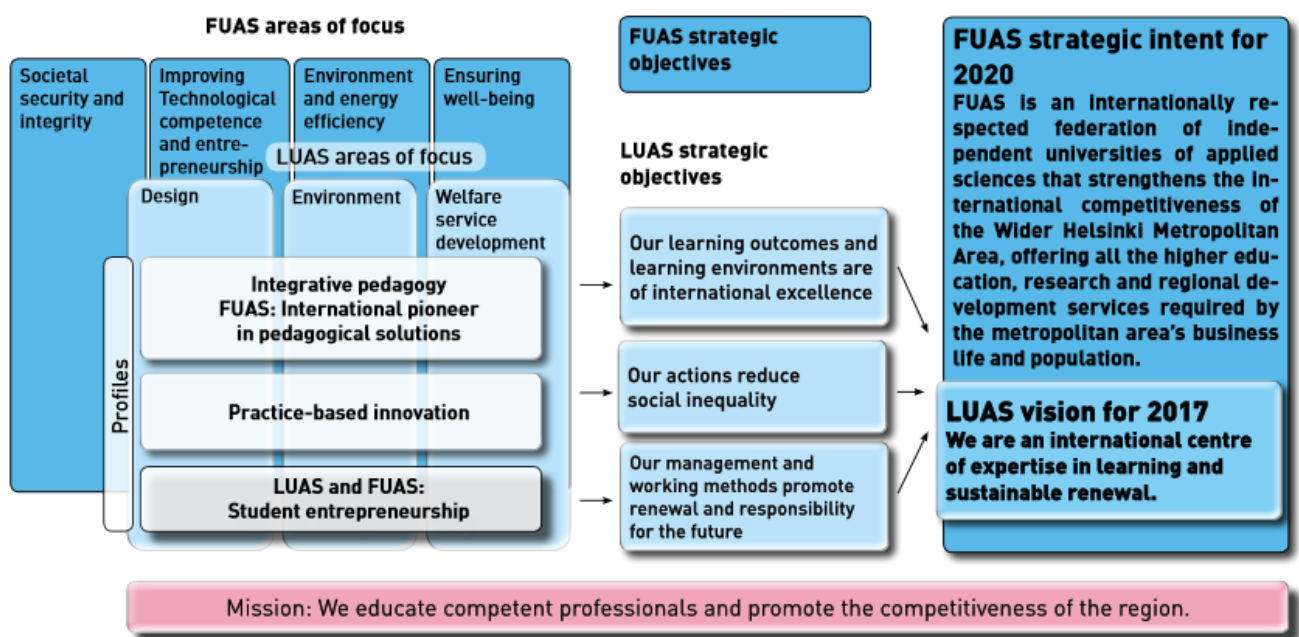 FUAS areas of focus
Societal
security and
integrity
Improving
Technological
competence
and entre-
preneurship
Environment
and energy
efficiency
Ensuring
well-being
LUAS areas of focus
Design
Environment
Welfare
service
development
Profiles
Integrative pedagogy
FUAS: International pioneer
in pedagogical solutions
Practice-based innovation
LUAS and FUAS:
Student entrepreneurship
FUAS strategic
objectives
LUAS strategic
objectives
Our learning outcomes and
learning environments are
of international excellence
Our actions reduce
social inequality
Our management and
working methods promote
renewal and responsibility
for the future
FUAS strategic intent for
2020
FUAS is an internationally re-
spected federation of inde-
pendent universities of applied
sciences that strengthens the in-
ternational competitiveness of
the Wider Helsinki Metropolitan
Area, offering all the higher edu-
cation, research and regional de-
velopment services required by
the metropolitan area's business
life and population.
LUAS vision for 2017
We are an international centre
of expertise in learning and
sustainable renewal.
Mission: We educate competent professionals and promote the competitiveness of the region.